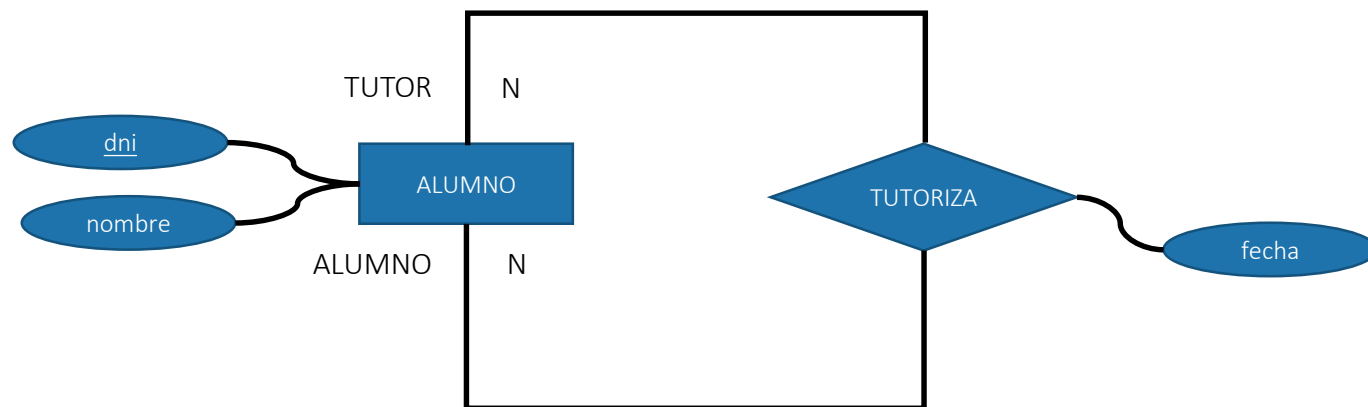 TUTOR N
dni
ALUMNO
TUTORIZA
nombre
ALUMNO N
fecha